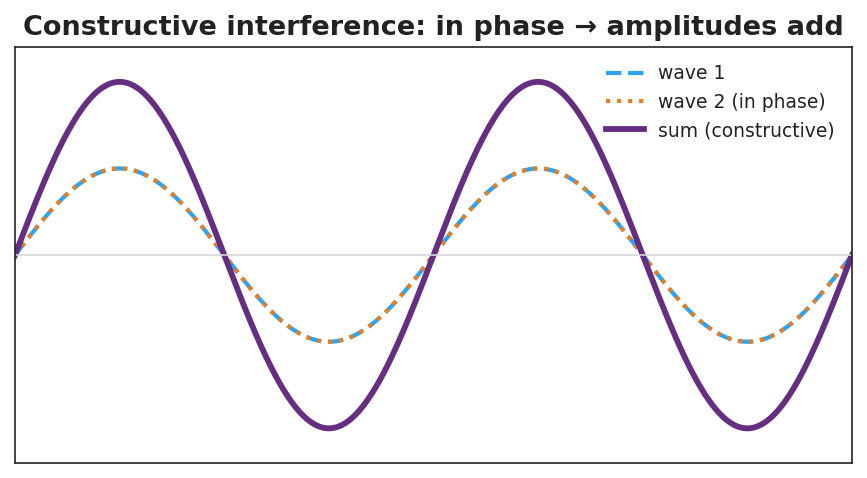 Constructive interference: in phase → amplitudes add
wave 1
wave 2 (in phase)
sum (constructive)